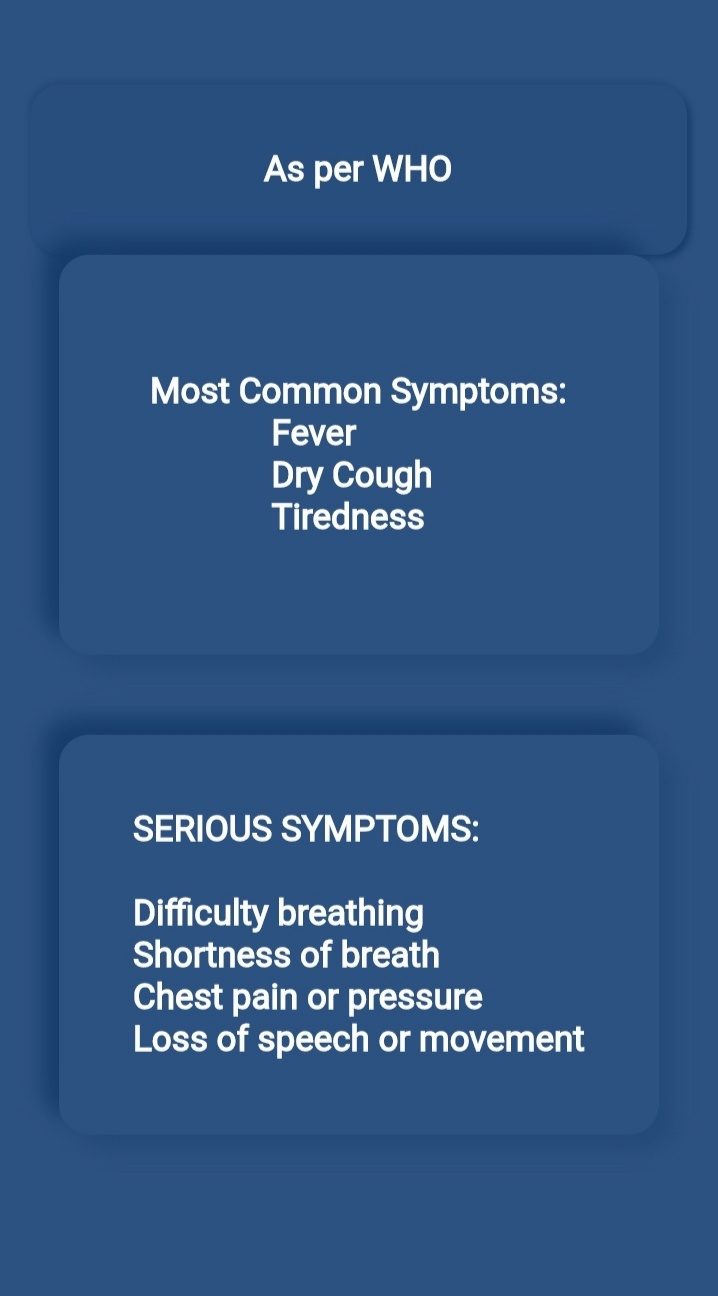 As per WHO
Most Common Symptoms:
Fever
Dry Cough
Tiredness
SERIOUS SYMPTOMS:
Difficulty breathing
Shortness of breath
Chest pain or pressure
Loss of speech or movement